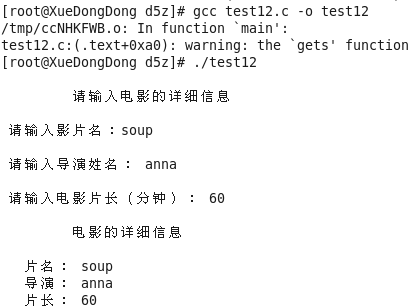 [root@XueDongDong d5z]# gcc test12.c -o test12
/tmp/ccNHKFWB.o: In function `main':
test12.c:(.text+0xa0): warning: the `gets' function
[root@XueDongDong d5z]# ./test12
请输入电影的详细信息
请输入影片名：soup
请输入导演姓名： anna
请输入电影片长（分钟）： 60
电影的详细信息
片名： soup
导演： anna
片长： 60